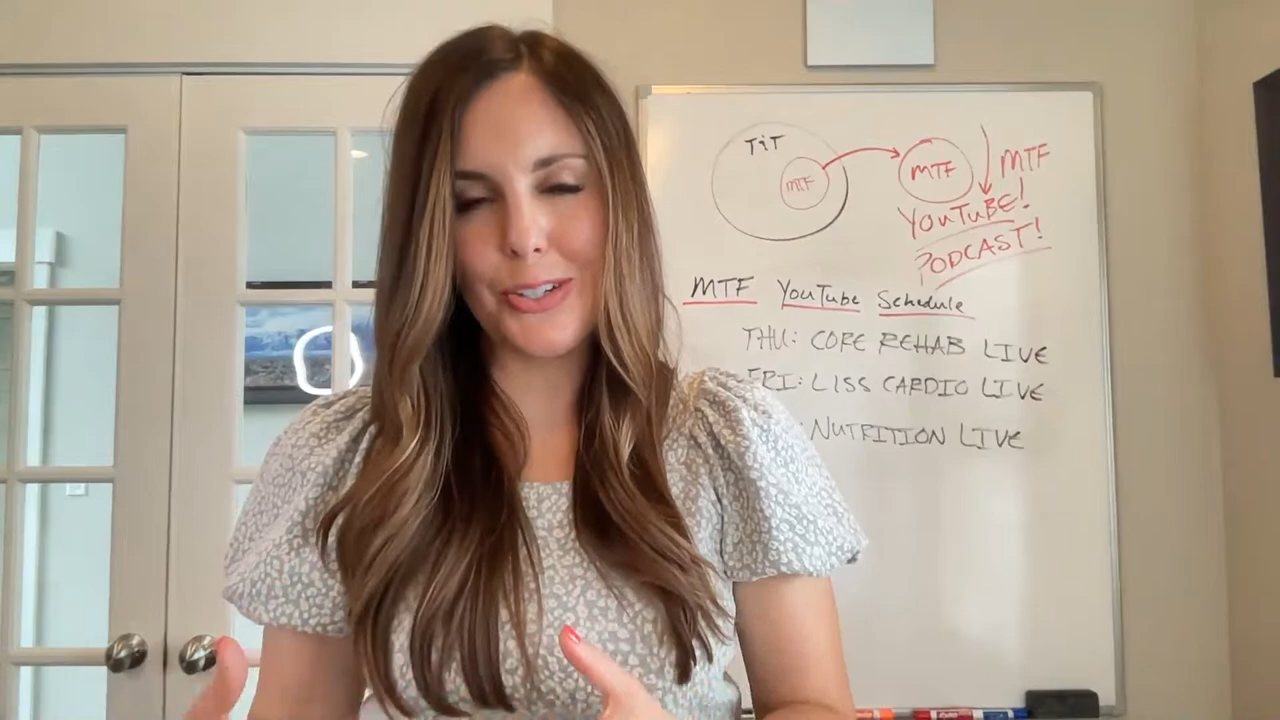 TiT
MTF
MTF
MTF
YOUTUBE!
PODCAST!
MTF YouTube Schedule
THU: CORE REHAB LIVE
FRI: LISS CARDIO LIVE
: NUTRITION LIVE
EXPO